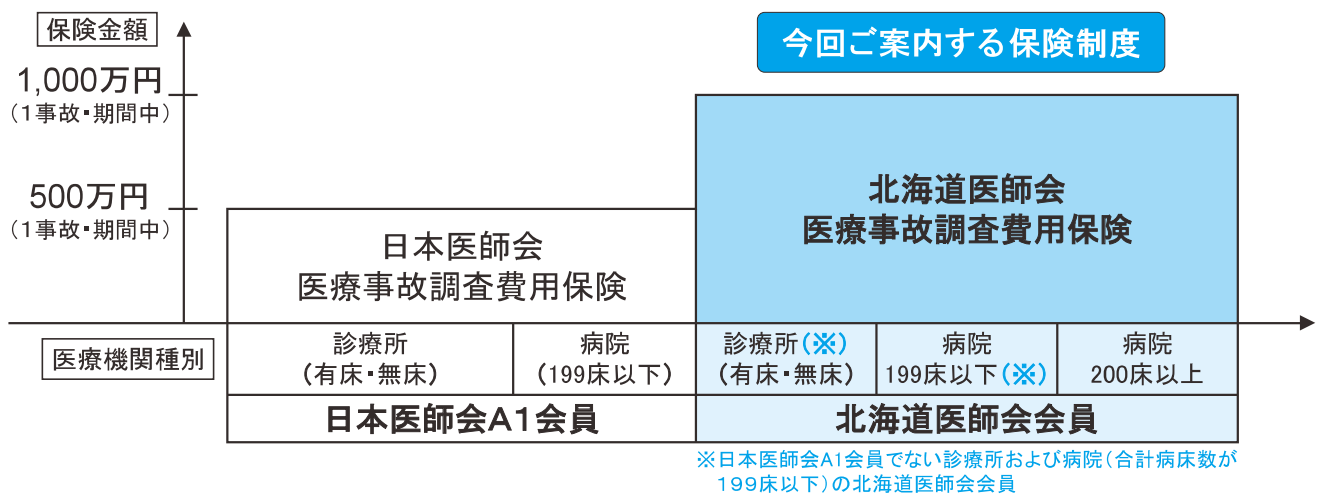 保険金額
今回ご案内する保険制度
1,000万円
(1事故・期間中)
500万円
(1事故・期間中)
日本医師会
医療事故調査費用保険
北海道医師会
医療事故調査費用保険
医療機関種別
診療所
(有床・無床)
病院
(199床以下)
診療所(※)
(有床・無床)
病院
199床以下(※)
病院
200床以上
日本医師会A1会員
北海道医師会会員
※日本医師会A1会員でない診療所および病院(合計病床数が
199床以下)の北海道医師会会員